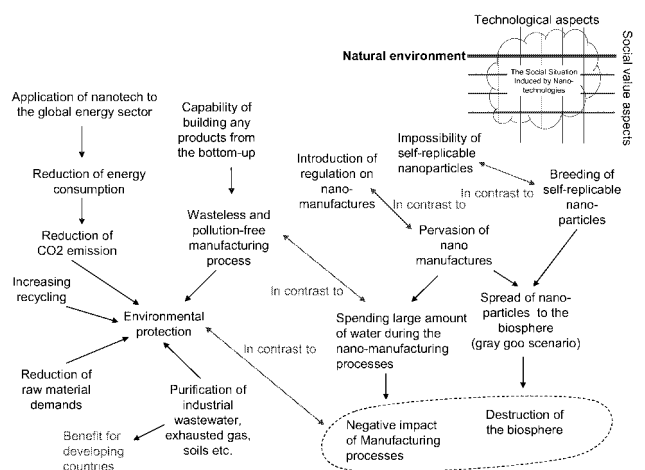 Technological aspects
Natural environment
Social value aspects
The Social Situation
Induced by Nano-
technologies
Application of nanotech to
the global energy sector
Capability of
building any
products from
the bottom-up
Impossibility of
self-replicable
nanoparticles
Introduction of
regulation on
nano-
manufactures
Breeding of
self-replicable
nano-
particles
In contrast to
In contrast to
Reduction of energy
consumption
Wasteless and
pollution-free
manufacturing
process
Pervasion of
nano
manufactures
Reduction of
CO2 emission
Increasing
recycling
In contrast to
Environmental
protection
Spending large amount
of water during the
nano-manufacturing
processes
Spread of nano-
particles to the
biosphere
(gray goo scenario)
In contrast to
Reduction of
raw material
demands
Purification of
industrial
wastewater,
exhausted gas,
soils etc.
Benefit for
developing
countries
Negative impact
of Manufacturing
processes
Destruction of
the biosphere